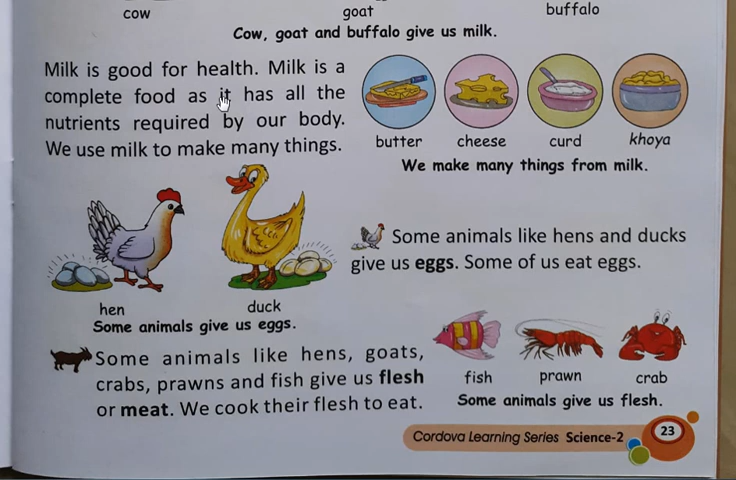 cow goat buffalo
Cow, goat and buffalo give us milk.
Milk is good for health. Milk is a
complete food as it has all the
nutrients required by our body.
We use milk to make many things.
butter cheese curd khoya
We make many things from milk.
Some animals like hens and ducks
give us eggs. Some of us eat eggs.
hen duck
Some animals give us eggs.
Some animals like hens, goats,
crabs, prawns and fish give us flesh
or meat. We cook their flesh to eat.
fish prawn crab
Some animals give us flesh.
Cordova Learning Series Science-2 23